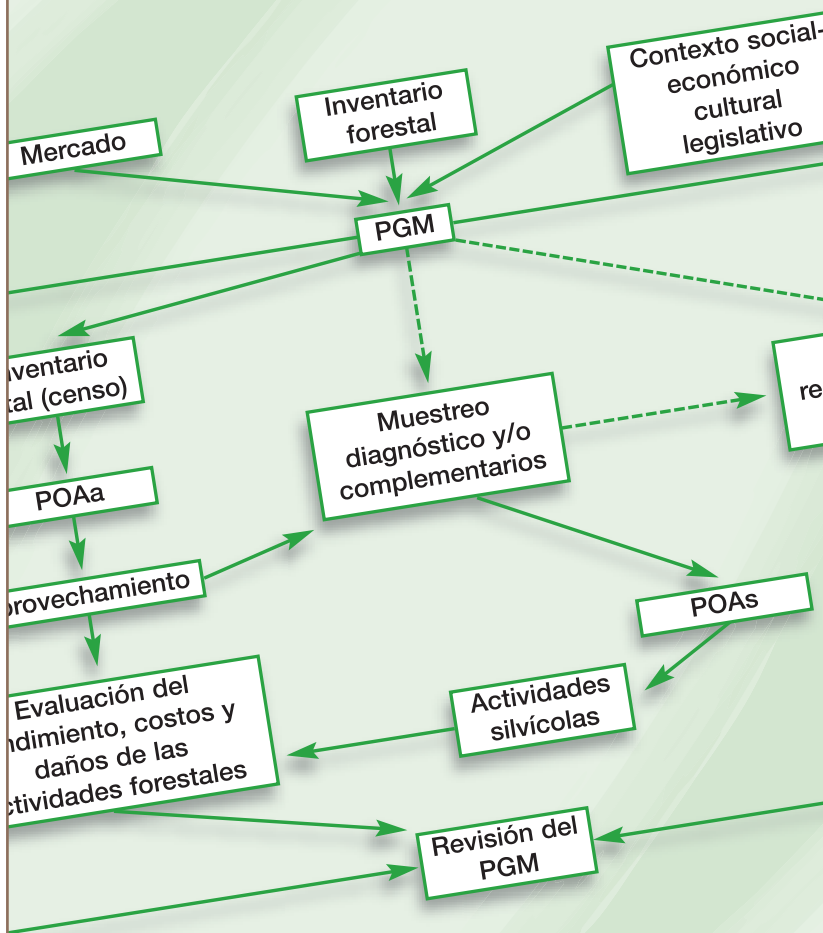 Contexto social-
económico
cultural
legislativo
Inventario
forestal
Mercado
PGM
tal (censo)
Muestreo
diagnóstico y/o
complementarios
re
POAa
POAs
Actividades
silvícolas
Evaluación del
ndimiento, costos y
daños de las
ctividades forestales
Revisión del
PGM
nventario
provechamiento